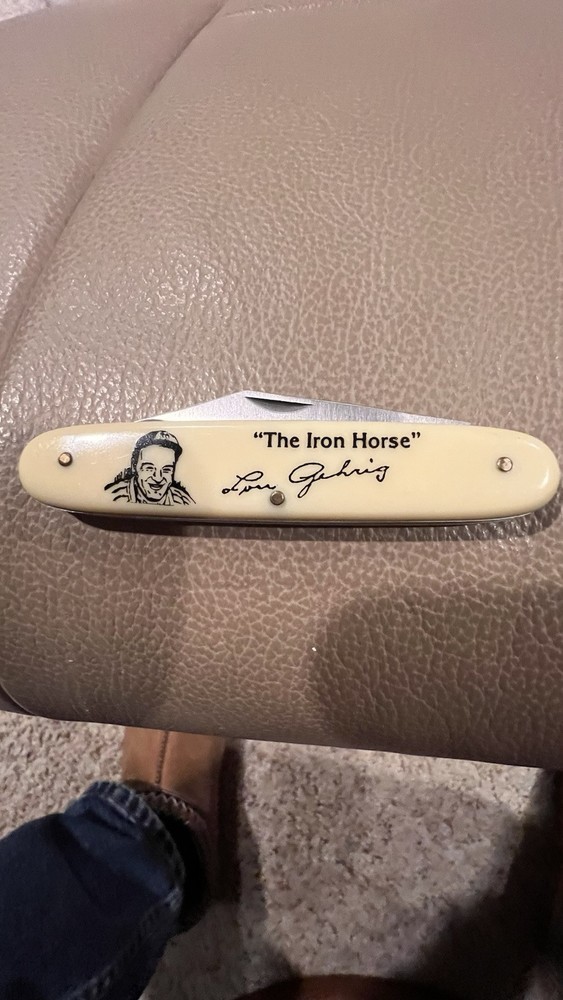 “The Iron Horse”
Lou Gehrig